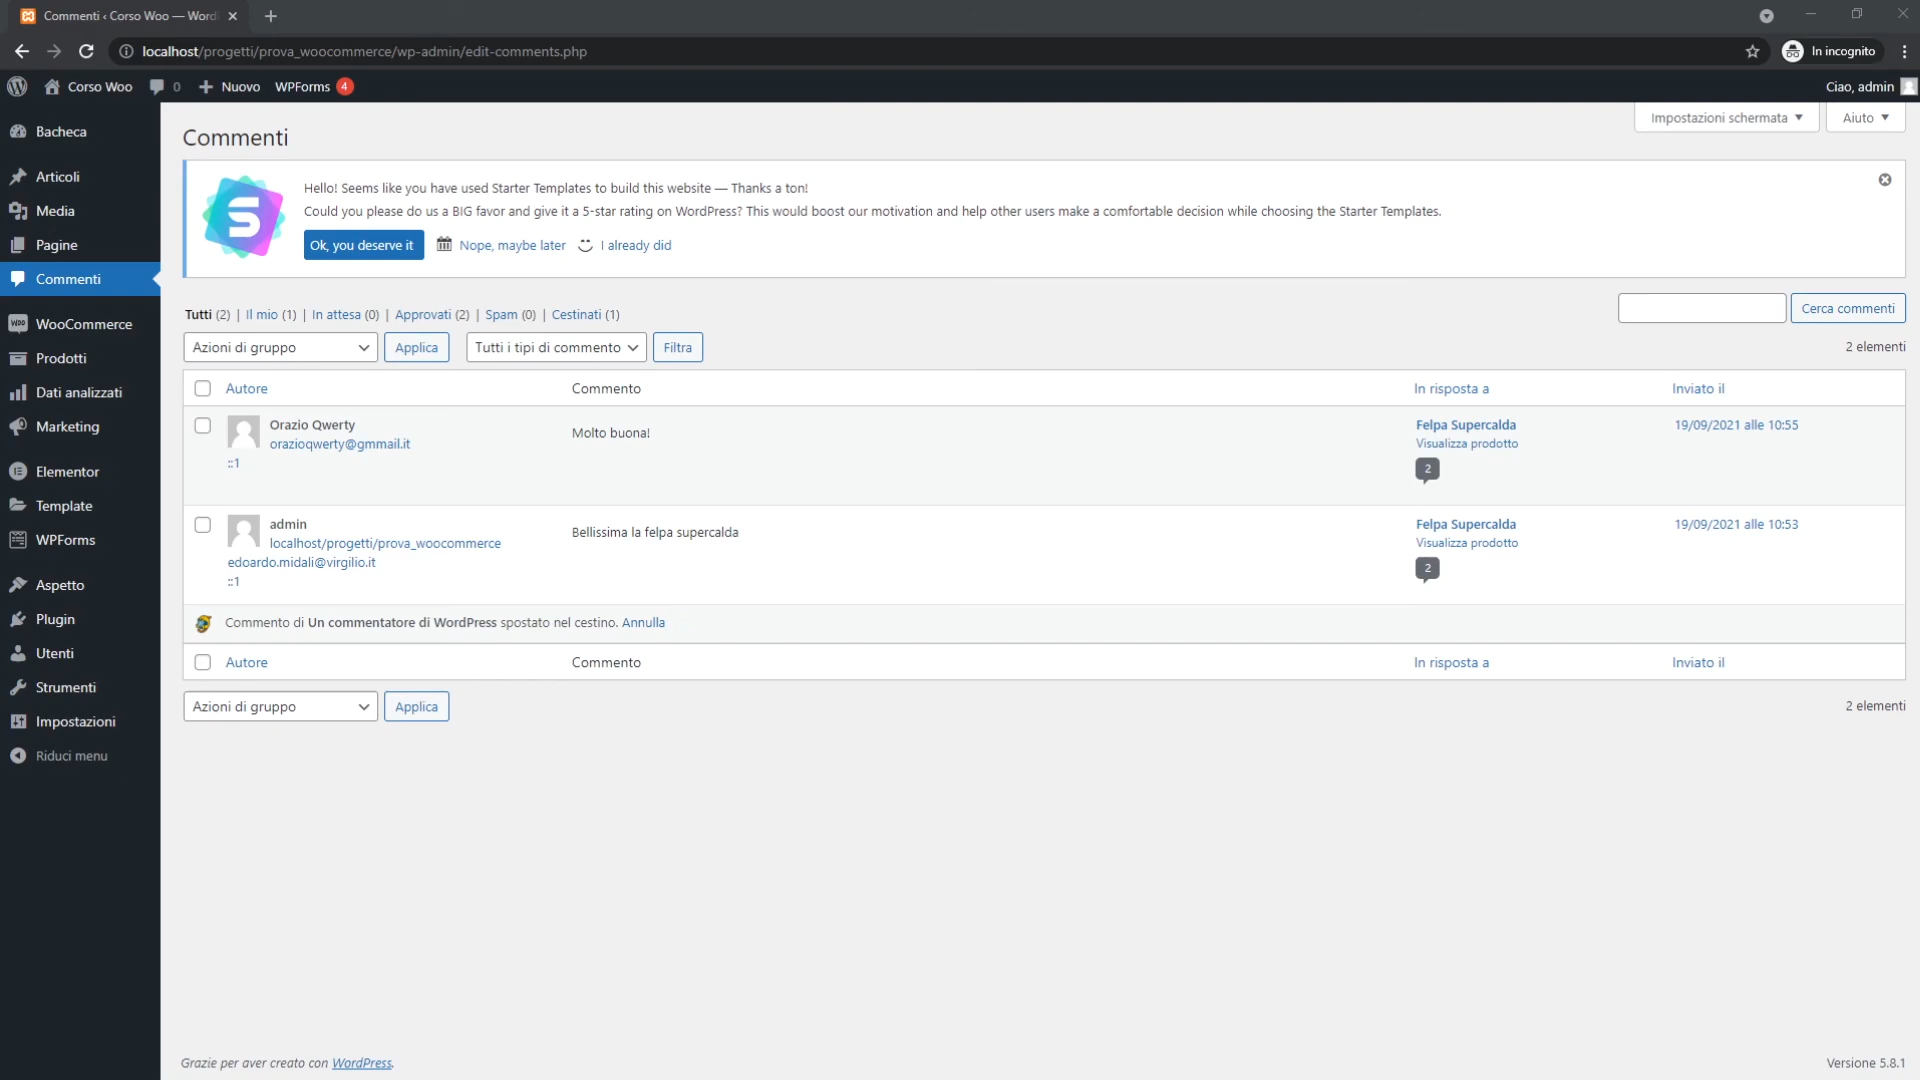 Commenti ‹ Corso Woo — Word
localhost/progetti/prova_woocommerce/wp-admin/edit-comments.php
In incognito
Corso Woo
0
Nuovo
WPForms
4
Ciao, admin
Bacheca
Articoli
Media
Pagine
Commenti
WooCommerce
Prodotti
Dati analizzati
Marketing
Elementor
Template
WPForms
Aspetto
Plugin
Utenti
Strumenti
Impostazioni
Riduci menu
Impostazioni schermata
Aiuto
Commenti
Hello! Seems like you have used Starter Templates to build this website — Thanks a ton!
Could you please do us a BIG favor and give it a 5-star rating on WordPress? This would boost our motivation and help other users make a comfortable decision while choosing the Starter Templates.
Ok, you deserve it
Nope, maybe later
I already did
Tutti (2) | Il mio (1) | In attesa (0) | Approvati (2) | Spam (0) | Cestinati (1)
Cerca commenti
Azioni di gruppo
Applica
Tutti i tipi di commento
Filtra
2 elementi
Autore
Commento
In risposta a
Inviato il
Orazio Qwerty
orazioqwerty@gmmail.it
::1
Molto buona!
Felpa Supercalda
Visualizza prodotto
2
19/09/2021 alle 10:55
admin
localhost/progetti/prova_woocommerce
edoardo.midali@virgilio.it
::1
Bellissima la felpa supercalda
Felpa Supercalda
Visualizza prodotto
2
19/09/2021 alle 10:53
Commento di Un commentatore di WordPress spostato nel cestino. Annulla
Autore
Commento
In risposta a
Inviato il
Azioni di gruppo
Applica
2 elementi
Grazie per aver creato con WordPress.
Versione 5.8.1